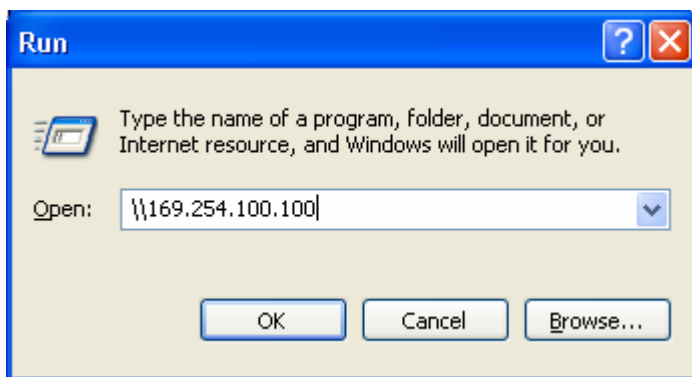 Run
Type the name of a program, folder, document, or
Internet resource, and Windows will open it for you.
Open: \\169.254.100.100
OK Cancel Browse...